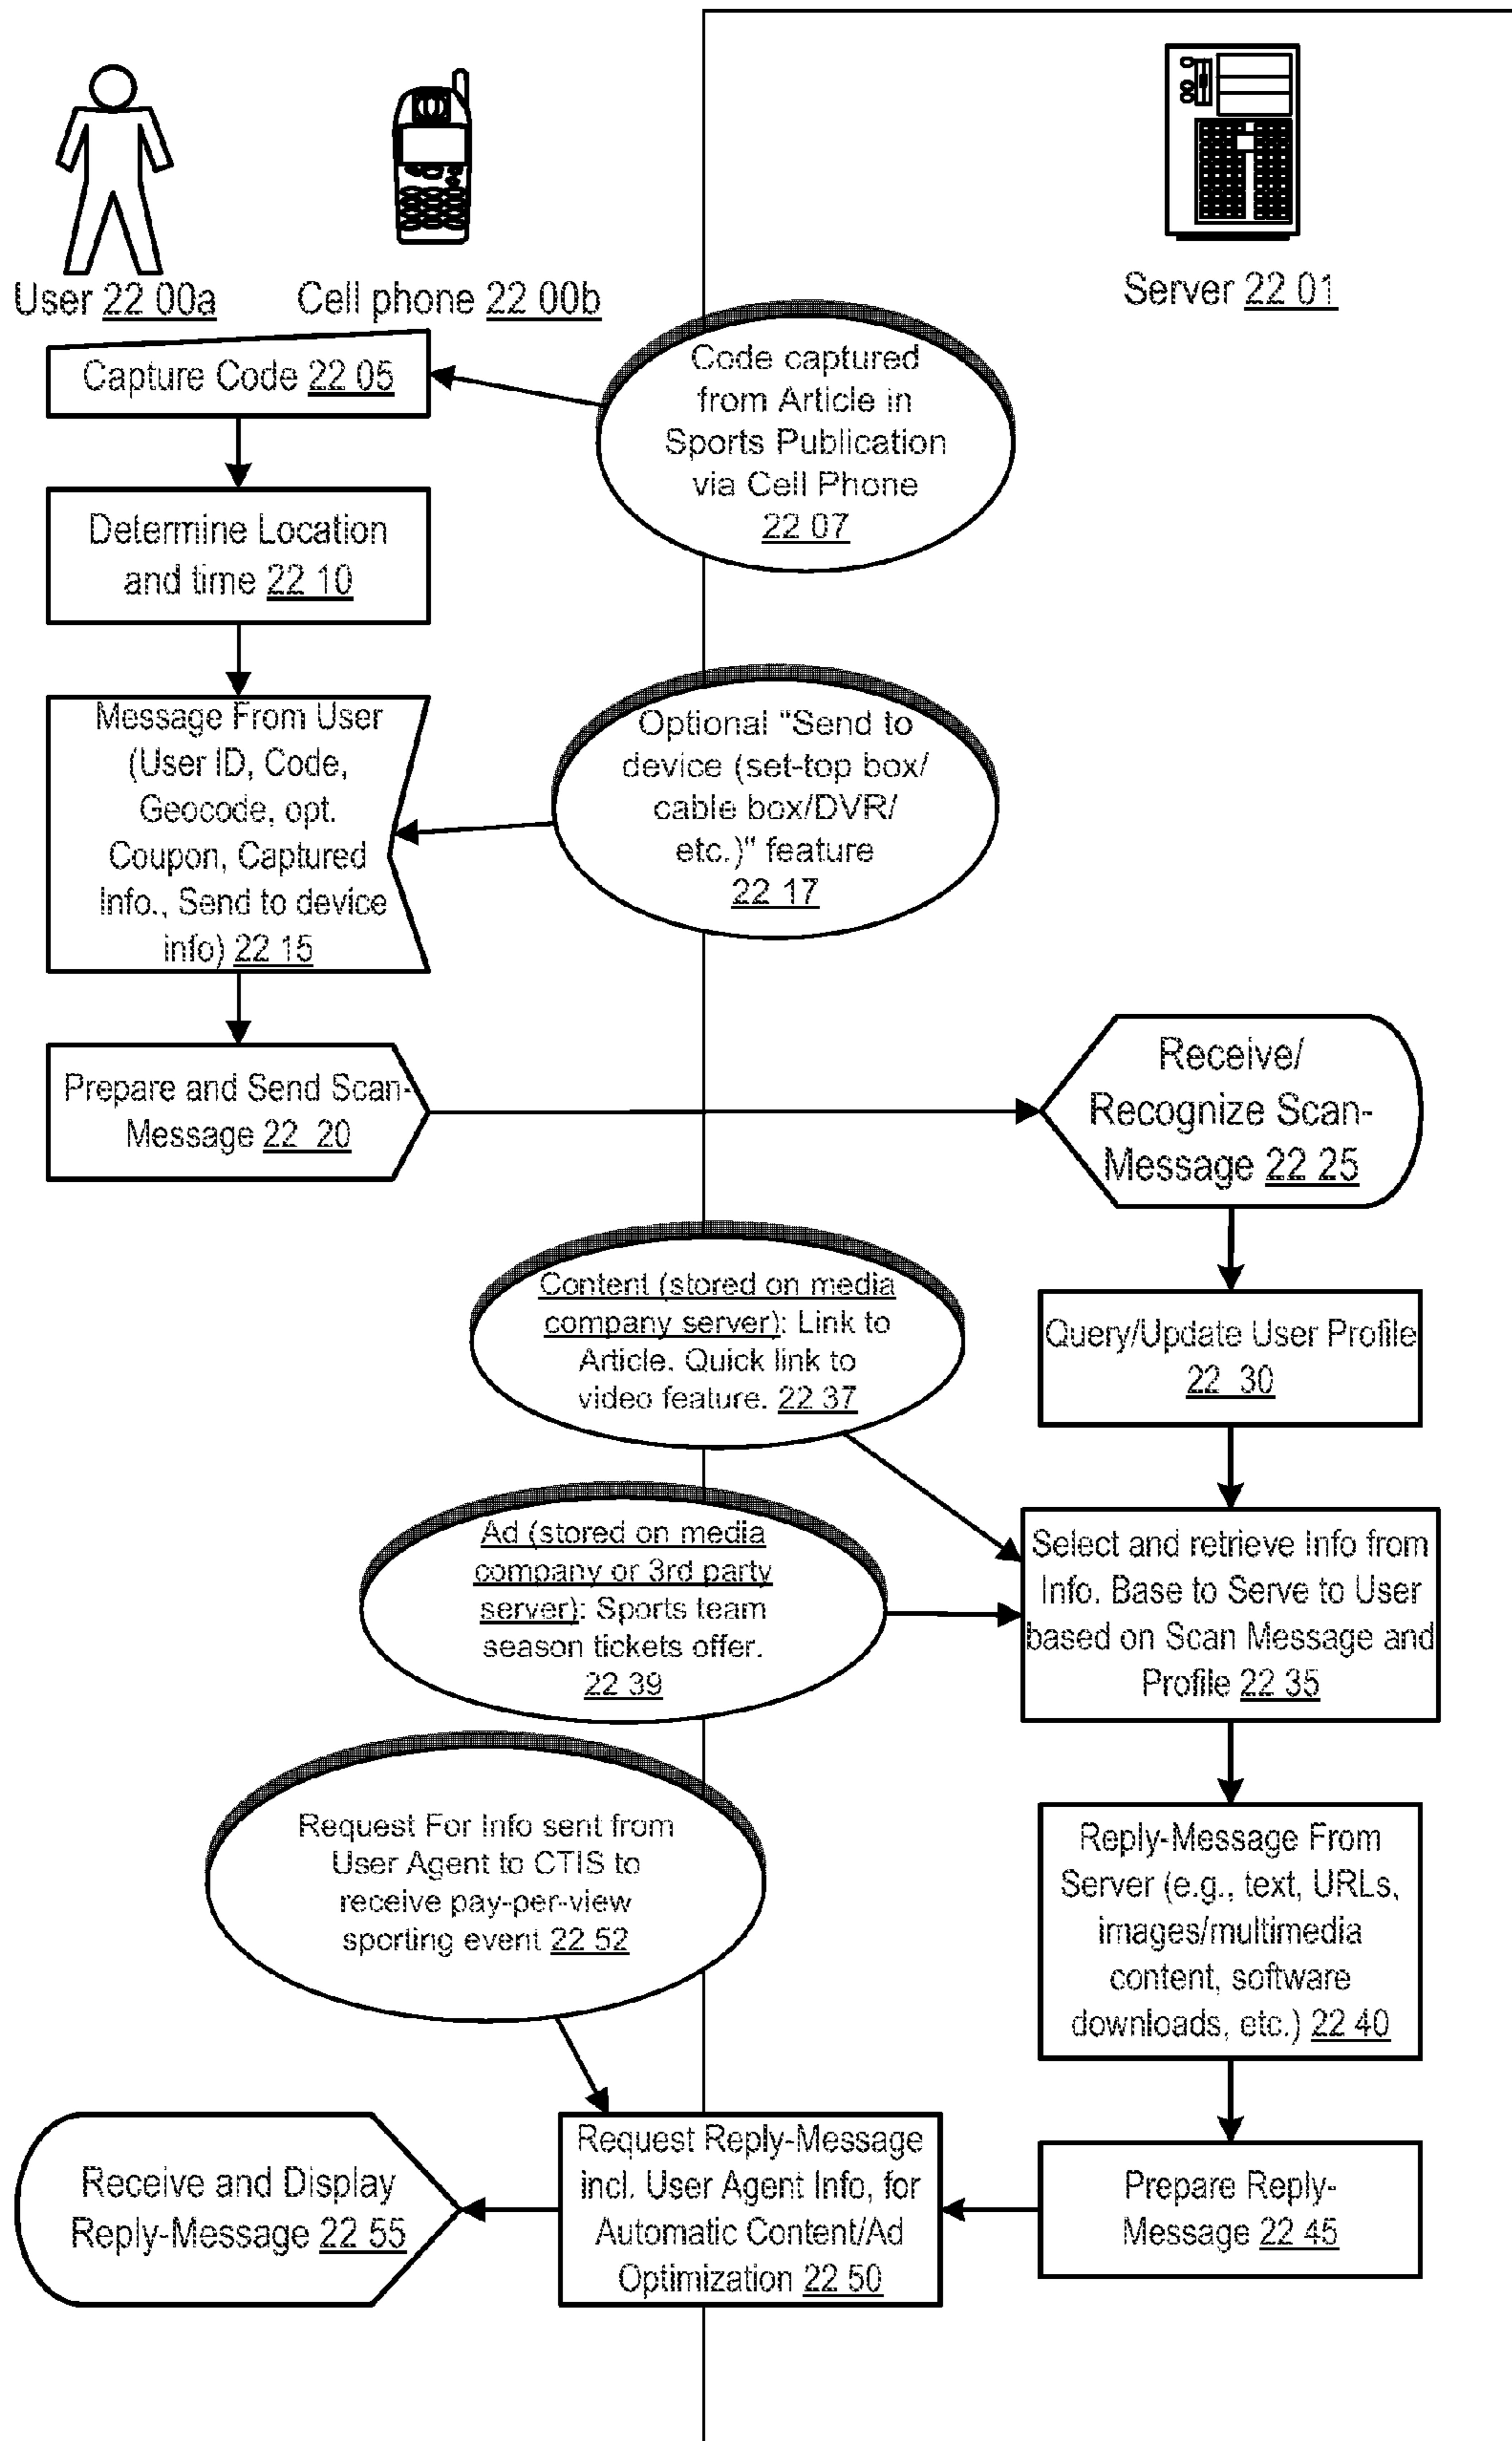 User 22 00a
Cell phone 22 00b
Server 22 01
Capture Code 22 05
Code captured
from Article in
Sports Publication
via Cell Phone
22 07
Determine Location
and time 22 10
Message From User
(User ID, Code,
Geocode, opt.
Coupon, Captured
Info., Send to device
info) 22 15
Optional "Send to
device (set-top box/
cable box/DVR/
etc.)" feature
22 17
Prepare and Send Scan-
Message 22 20
Receive/
Recognize Scan-
Message 22 25
Query/Update User Profile
22 30
Content (stored on media
company server): Link to
Article. Quick link to
video feature. 22 37
Ad (stored on media
company or 3rd party
server): Sports team
season tickets offer.
22 39
Select and retrieve Info from
Info. Base to Serve to User
based on Scan Message and
Profile 22 35
Request For Info sent from
User Agent to CTIS to
receive pay-per-view
sporting event 22 52
Reply-Message From
Server (e.g., text, URLs,
images/multimedia
content, software
downloads, etc.) 22 40
Receive and Display
Reply-Message 22 55
Request Reply-Message
incl. User Agent Info, for
Automatic Content/Ad
Optimization 22 50
Prepare Reply-
Message 22 45